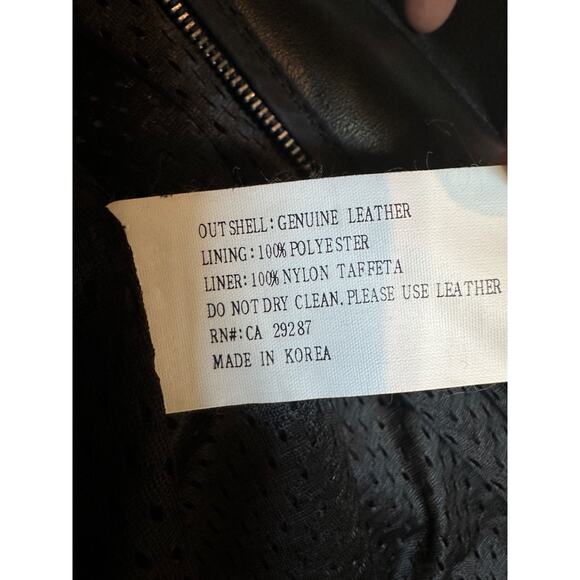 OUTSHELL: GENUINE LEATHER
LINING: 100% POLYESTER
LINER: 100% NYLON TAFFETA
DO NOT DRY CLEAN. PLEASE USE LEATHER
RN#: CA 29287
MADE IN KOREA